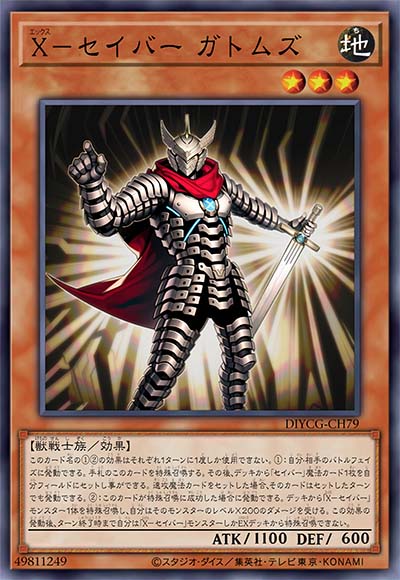 エックス
X－セイバー ガトムズ
ち
地
DIYCG-CH79
【獣戦士族／効果】
このカード名の①②の効果はそれぞれ1ターンに1度しか使用できない。①：自分・相手のバトルフェイ
ズに発動できる。手札のこのカードを特殊召喚する。その後、デッキから「セイバー」魔法カード1枚を自
分フィールドにセットし事ができる。速攻魔法をセットした場合、そのカードはセットしたターン
でも発動できる。②：このカードが特殊召喚に成功した場合に発動できる。デッキから「X－セイバー」
モンスター1体を特殊召喚し、自分はそのモンスターのレベルX200のダメージを受ける。この効果の
発動後、ターン終了時まで自分は「X－セイバー」モンスターしかEXデッキから特殊召喚できない。
ATK／1100 DEF／ 600
49811249
©スタジオ・ダイス／集英社・テレビ東京・KONAMI